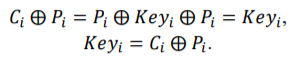 C_i ⊕ P_i = P_i ⊕ Key_i ⊕ P_i = Key_i,
Key_i = C_i ⊕ P_i.